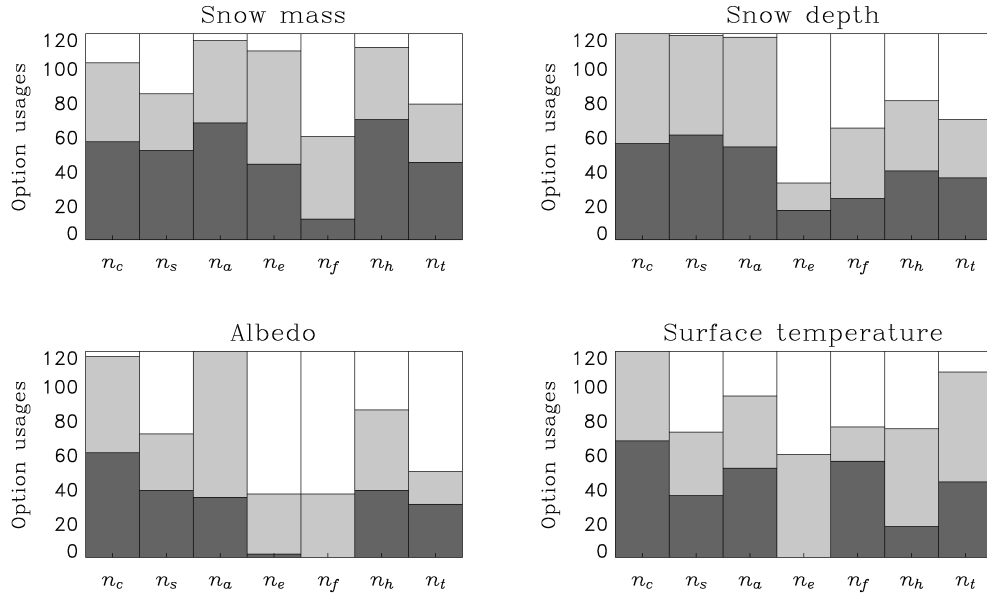 Snow mass
Option usages
120
100
80
60
40
20
0
n_c n_s n_a n_e n_f n_h n_t
Snow depth
Option usages
120
100
80
60
40
20
0
n_c n_s n_a n_e n_f n_h n_t
Albedo
Option usages
120
100
80
60
40
20
0
n_c n_s n_a n_e n_f n_h n_t
Surface temperature
Option usages
120
100
80
60
40
20
0
n_c n_s n_a n_e n_f n_h n_t